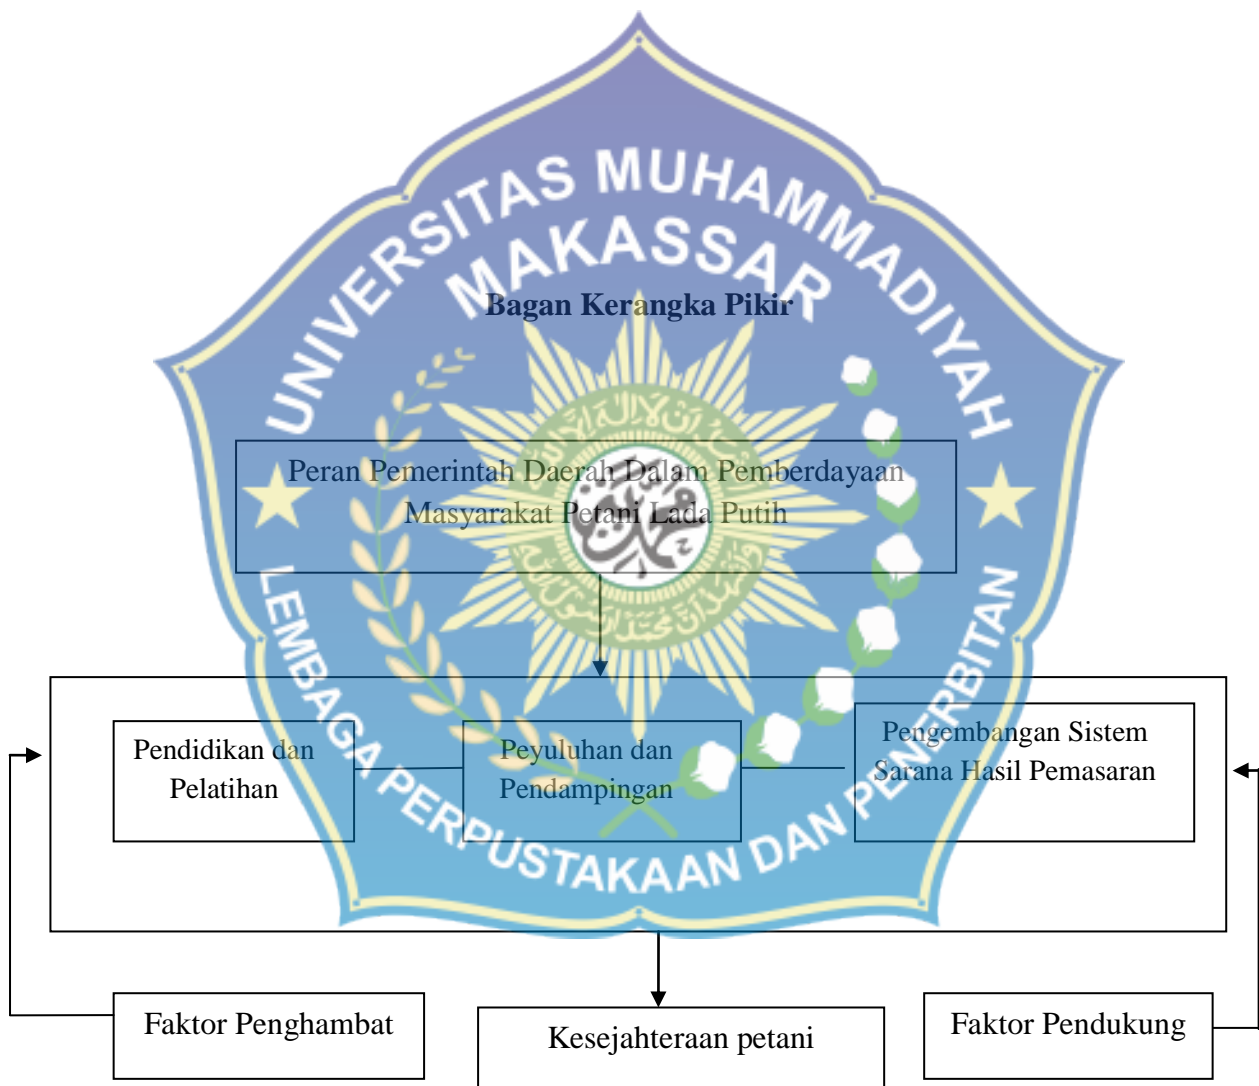 UNIVERSITAS MUHAMMADIYAH
MAKASSAR
Bagan Kerangka Pikir
Peran Pemerintah Daerah Dalam Pemberdayaan
Masyarakat Petani Lada Putih
Pendidikan dan
Pelatihan
Peyuluhan dan
Pendampingan
Pengembangan Sistem
Sarana Hasil Pemasaran
LEMBAGA PERPUSTAKAAN DAN PENERBITAN
Faktor Penghambat
Kesejahteraan petani
Faktor Pendukung